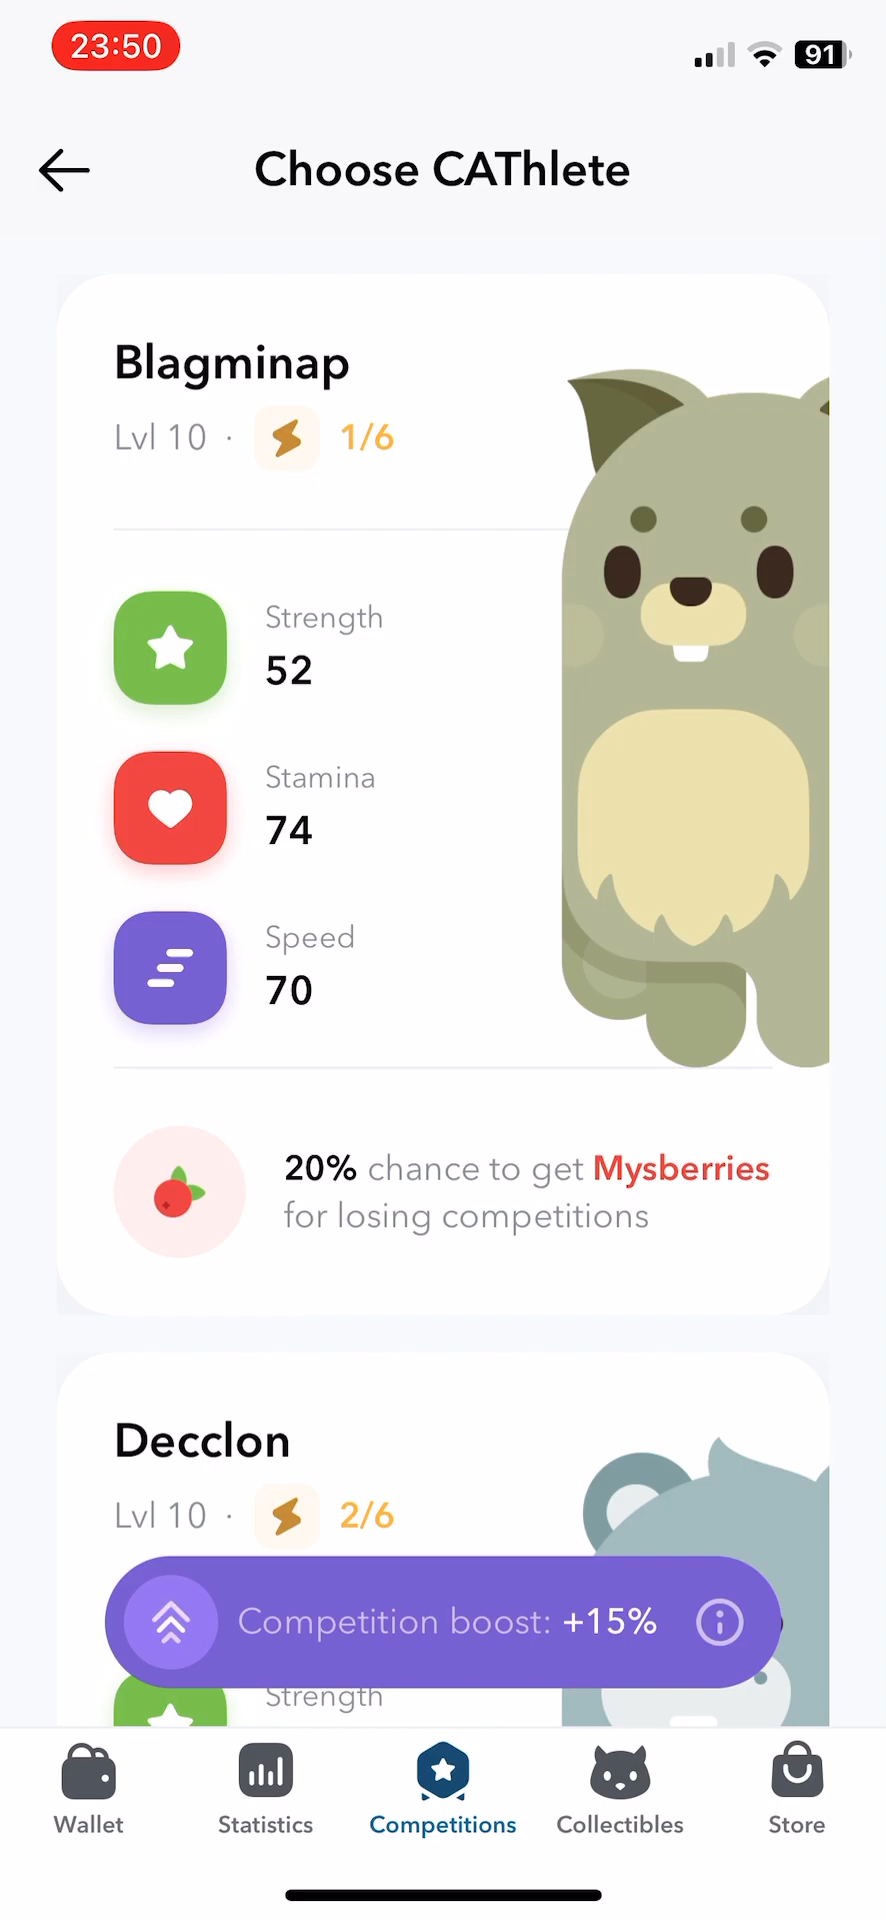 23:50
91
Choose CAThlete
Blagminap
Lvl 10 · 1/6
Strength
52
Stamina
74
Speed
70
20% chance to get Mysberries
for losing competitions
Decclon
Lvl 10 · 2/6
Competition boost: +15%
Strength
Wallet
Statistics
Competitions
Collectibles
Store